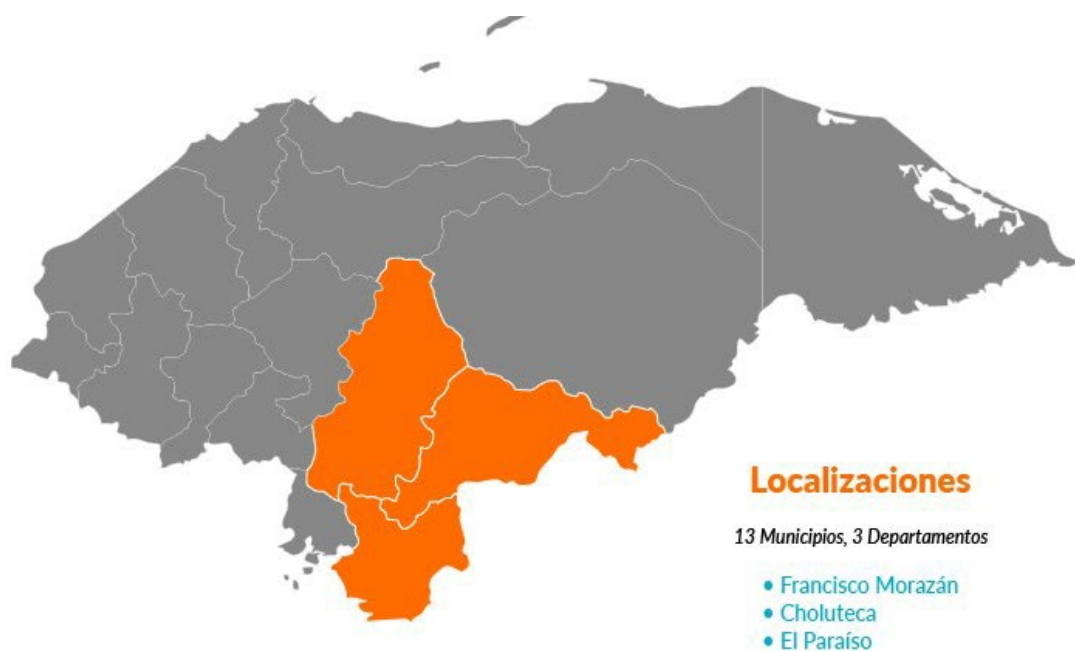 Localizaciones
13 Municipios, 3 Departamentos
• Francisco Morazán
• Choluteca
• El Paraíso